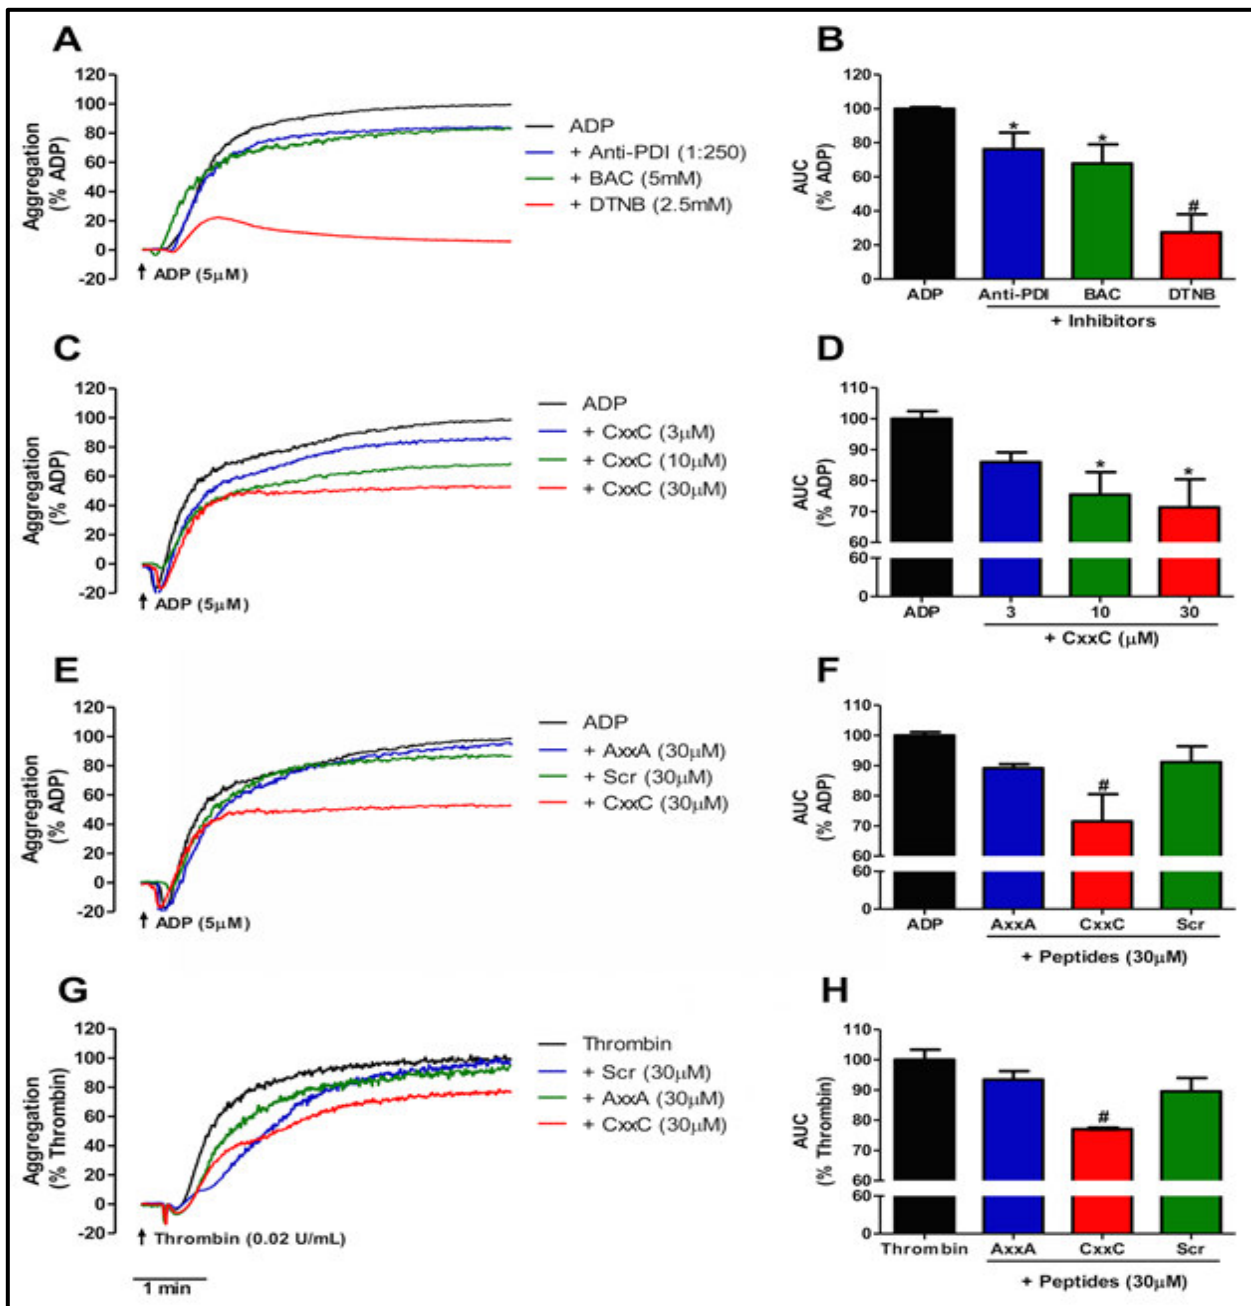 A
Aggregation
(% ADP)
120
100
80
60
40
20
0
-20
ADP (5μM)
ADP
+ Anti-PDI (1:250)
+ BAC (5mM)
+ DTNB (2.5mM)
B
AUC
(% ADP)
120
100
80
60
40
20
0
*
*
#
ADP
Anti-PDI
BAC
DTNB
+ Inhibitors
C
Aggregation
(% ADP)
120
100
80
60
40
20
0
-20
ADP (5μM)
ADP
+ CxxC (3μM)
+ CxxC (10μM)
+ CxxC (30μM)
D
AUC
(% ADP)
110
100
90
80
70
60
60
0
*
*
ADP
3
10
30
+ CxxC (μM)
E
Aggregation
(% ADP)
120
100
80
60
40
20
0
-20
ADP (5μM)
ADP
+ AxxA (30μM)
+ Scr (30μM)
+ CxxC (30μM)
F
AUC
(% ADP)
110
100
90
80
70
60
60
0
#
ADP
AxxA
CxxC
Scr
+ Peptides (30μM)
G
Aggregation
(% Thrombin)
120
100
80
60
40
20
0
-20
Thrombin (0.02 U/mL)
1 min
Thrombin
+ Scr (30μM)
+ AxxA (30μM)
+ CxxC (30μM)
H
AUC
(% Thrombin)
110
100
90
80
70
60
60
0
#
Thrombin
AxxA
CxxC
Scr
+ Peptides (30μM)